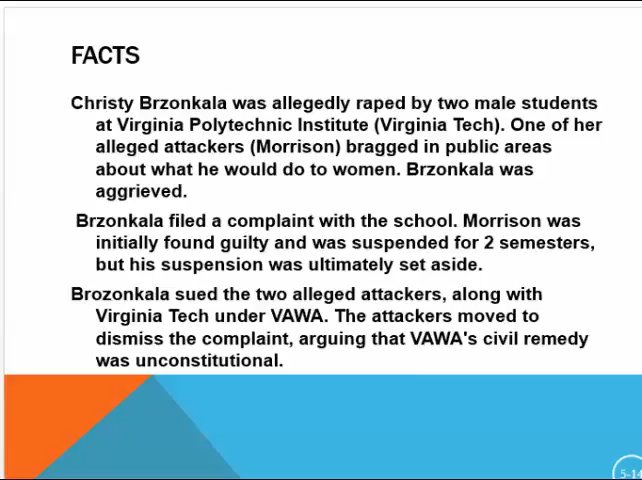 FACTS
Christy Brzonkala was allegedly raped by two male students
at Virginia Polytechnic Institute (Virginia Tech). One of her
alleged attackers (Morrison) bragged in public areas
about what he would do to women. Brzonkala was
aggrieved.
Brzonkala filed a complaint with the school. Morrison was
initially found guilty and was suspended for 2 semesters,
but his suspension was ultimately set aside.
Brozonkala sued the two alleged attackers, along with
Virginia Tech under VAWA. The attackers moved to
dismiss the complaint, arguing that VAWA's civil remedy
was unconstitutional.
5-14